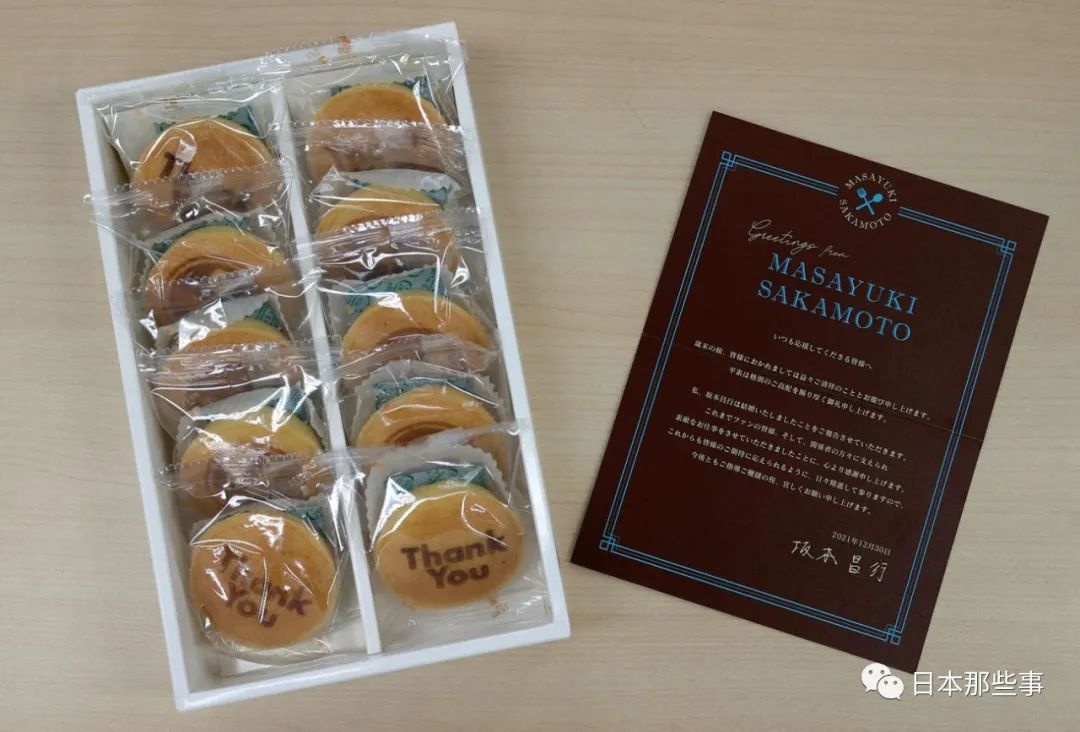 Thank
You
Thank
You
MASAYUKI
SAKAMOTO
Greetings from
MASAYUKI
SAKAMOTO
いつも応援してくださる皆様へ
歳末の候、皆様におかれましては益々ご清祥のこととお慶び申し上げます。
平素は格別のご高配を賜り厚く御礼申し上げます。
私、坂本昌行は結婚いたしましたことをご報告させていただきます。
これまでファンの皆様、そして、関係者の方々に支えられ
素敵なお仕事をさせていただきましたことに、心より感謝申し上げます。
これからも皆様のご期待に応えられるように、日々精進して参りますので、
今後ともご指導ご鞭撻の程、宜しくお願い申し上げます。
2021年12月30日
坂本昌行
日本那些事